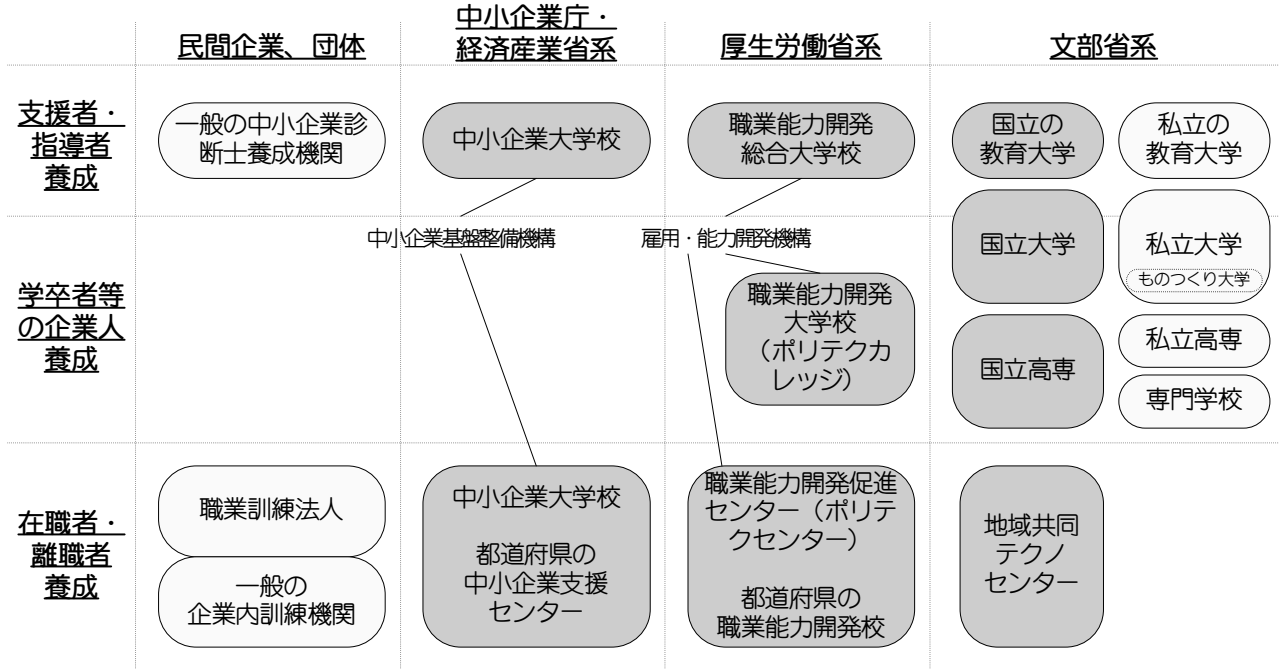 民間企業、団体
中小企業庁・
経済産業省系
厚生労働省系
文部省系
支援者・
指導者
養成
一般の中小企業診
断士養成機関
中小企業大学校
職業能力開発
総合大学校
国立の
教育大学
私立の
教育大学
中小企業基盤整備機構
雇用・能力開発機構
学卒者等
の企業人
養成
職業能力開発
大学校
（ポリテクカ
レッジ）
国立大学
私立大学
ものつくり大学
国立高専
私立高専
専門学校
在職者・
離職者
養成
職業訓練法人
一般の
企業内訓練機関
中小企業大学校
都道府県の
中小企業支援
センター
職業能力開発促進
センター（ポリテ
クセンター）
都道府県の
職業能力開発校
地域共同
テクノ
センター